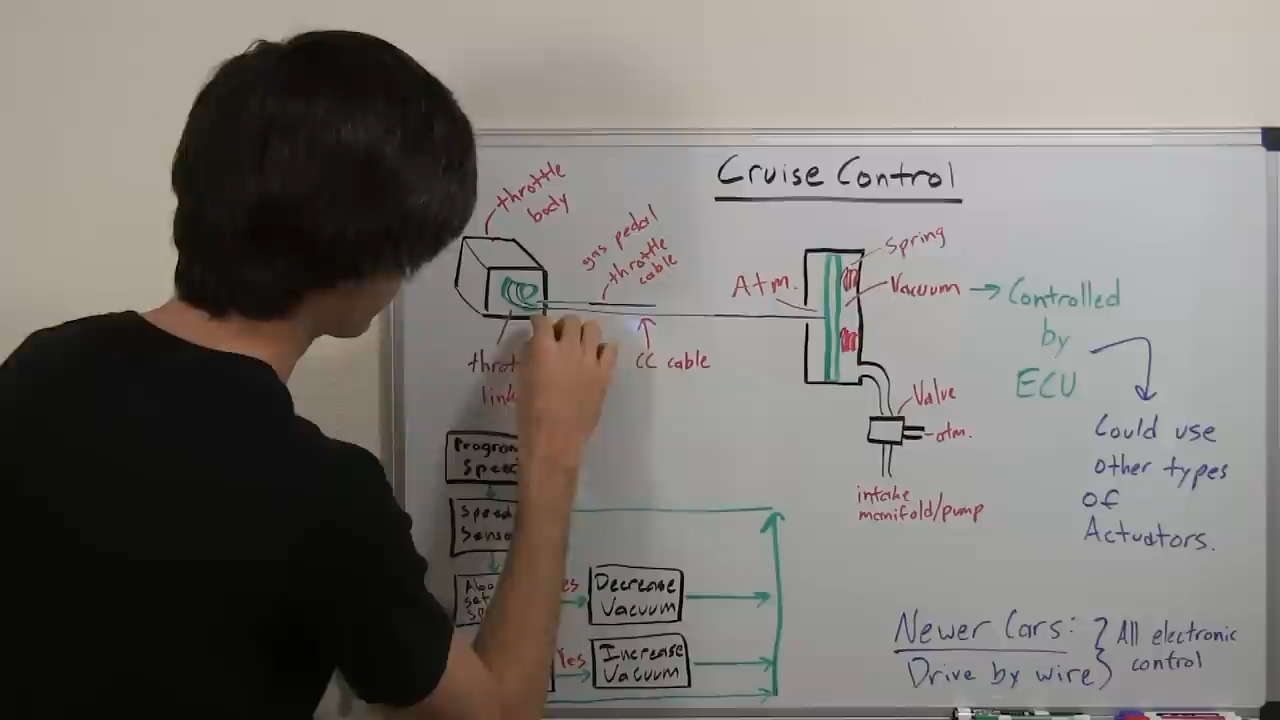 Cruise Control
throttle
body
gas pedal
throttle
cable
CC cable
Atm.
Spring
Vacuum
Controlled
by
ECU
Valve
atm.
intake
manifold/pump
Could use
other types
of
Actuators.
Decrease
Vacuum
Yes
Increase
Vacuum
Newer Cars:
Drive by wire
All electronic
control